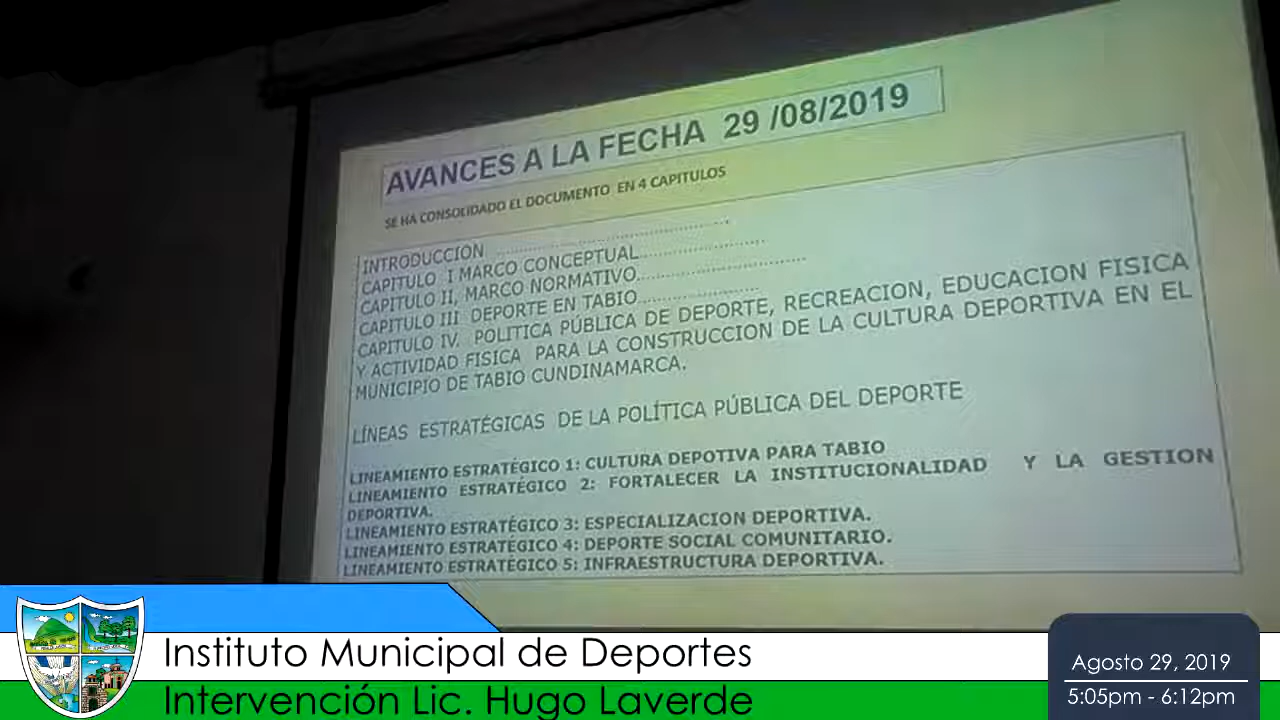 AVANCES A LA FECHA 29 /08/2019
SE HA CONSOLIDADO EL DOCUMENTO EN 4 CAPITULOS
INTRODUCCIÓN ..............................................
CAPITULO I MARCO CONCEPTUAL.........................
CAPITULO II, MARCO NORMATIVO.................................
CAPITULO III DEPORTE EN TABIO........................
CAPITULO IV. POLITICA PÚBLICA DE DEPORTE, RECREACION, EDUCACION FISICA
Y ACTIVIDAD FISICA PARA LA CONSTRUCCION DE LA CULTURA DEPORTIVA EN EL
MUNICIPIO DE TABIO CUNDINAMARCA.
LÍNEAS ESTRATÉGICAS DE LA POLÍTICA PÚBLICA DEL DEPORTE
LINEAMIENTO ESTRATÉGICO 1: CULTURA DEPOTIVA PARA TABIO
LINEAMIENTO ESTRATÉGICO 2: FORTALECER LA INSTITUCIONALIDAD Y LA GESTION
DEPORTIVA.
LINEAMIENTO ESTRATÉGICO 3: ESPECIALIZACION DEPORTIVA.
LINEAMIENTO ESTRATÉGICO 4: DEPORTE SOCIAL COMUNITARIO.
LINEAMIENTO ESTRATÉGICO 5: INFRAESTRUCTURA DEPORTIVA.
Instituto Municipal de Deportes
Intervención Lic. Hugo Laverde
Agosto 29, 2019
5:05pm - 6:12pm